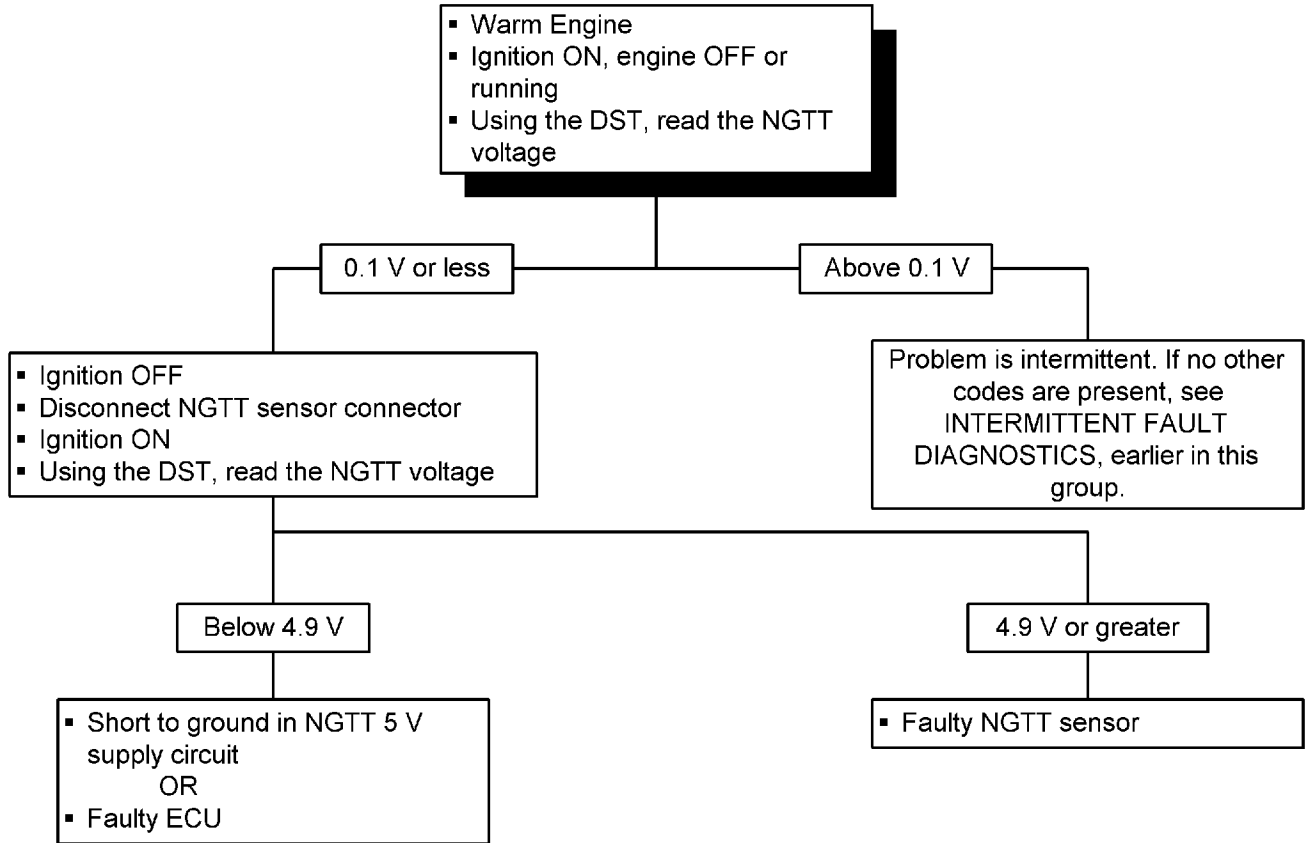 ▪ Warm Engine
▪ Ignition ON, engine OFF or
running
▪ Using the DST, read the NGTT
voltage
0.1 V or less
Above 0.1 V
▪ Ignition OFF
▪ Disconnect NGTT sensor connector
▪ Ignition ON
▪ Using the DST, read the NGTT voltage
Problem is intermittent. If no other
codes are present, see
INTERMITTENT FAULT
DIAGNOSTICS, earlier in this
group.
Below 4.9 V
4.9 V or greater
▪ Short to ground in NGTT 5 V
supply circuit
OR
▪ Faulty ECU
▪ Faulty NGTT sensor